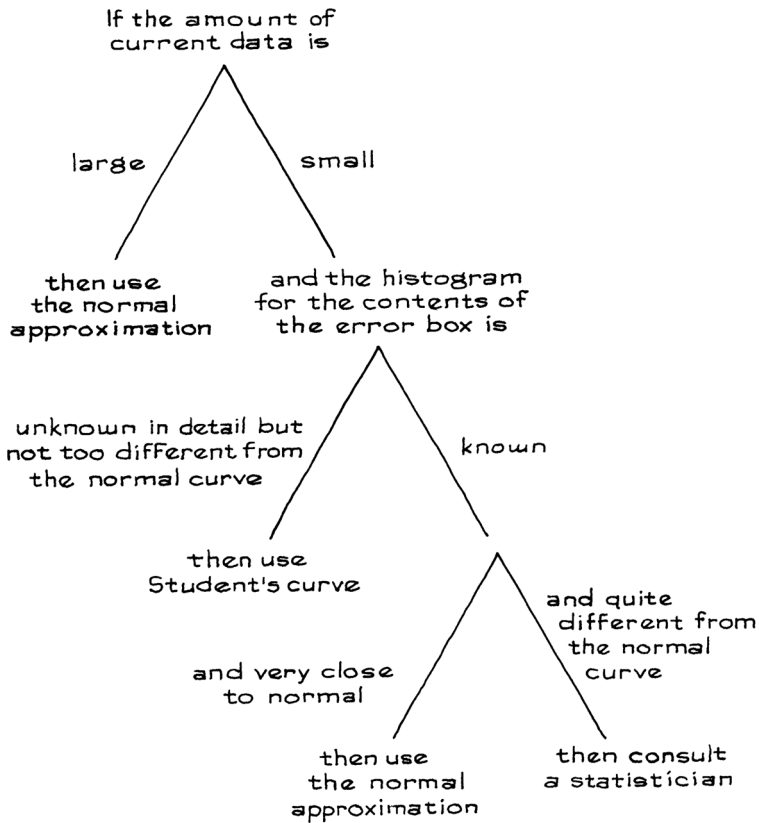 If the amount of
current data is
large
small
then use
the normal
approximation
and the histogram
for the contents of
the error box is
unknown in detail but
not too different from
the normal curve
known
then use
Student's curve
and quite
different from
the normal
curve
and very close
to normal
then use
the normal
approximation
then consult
a statistician